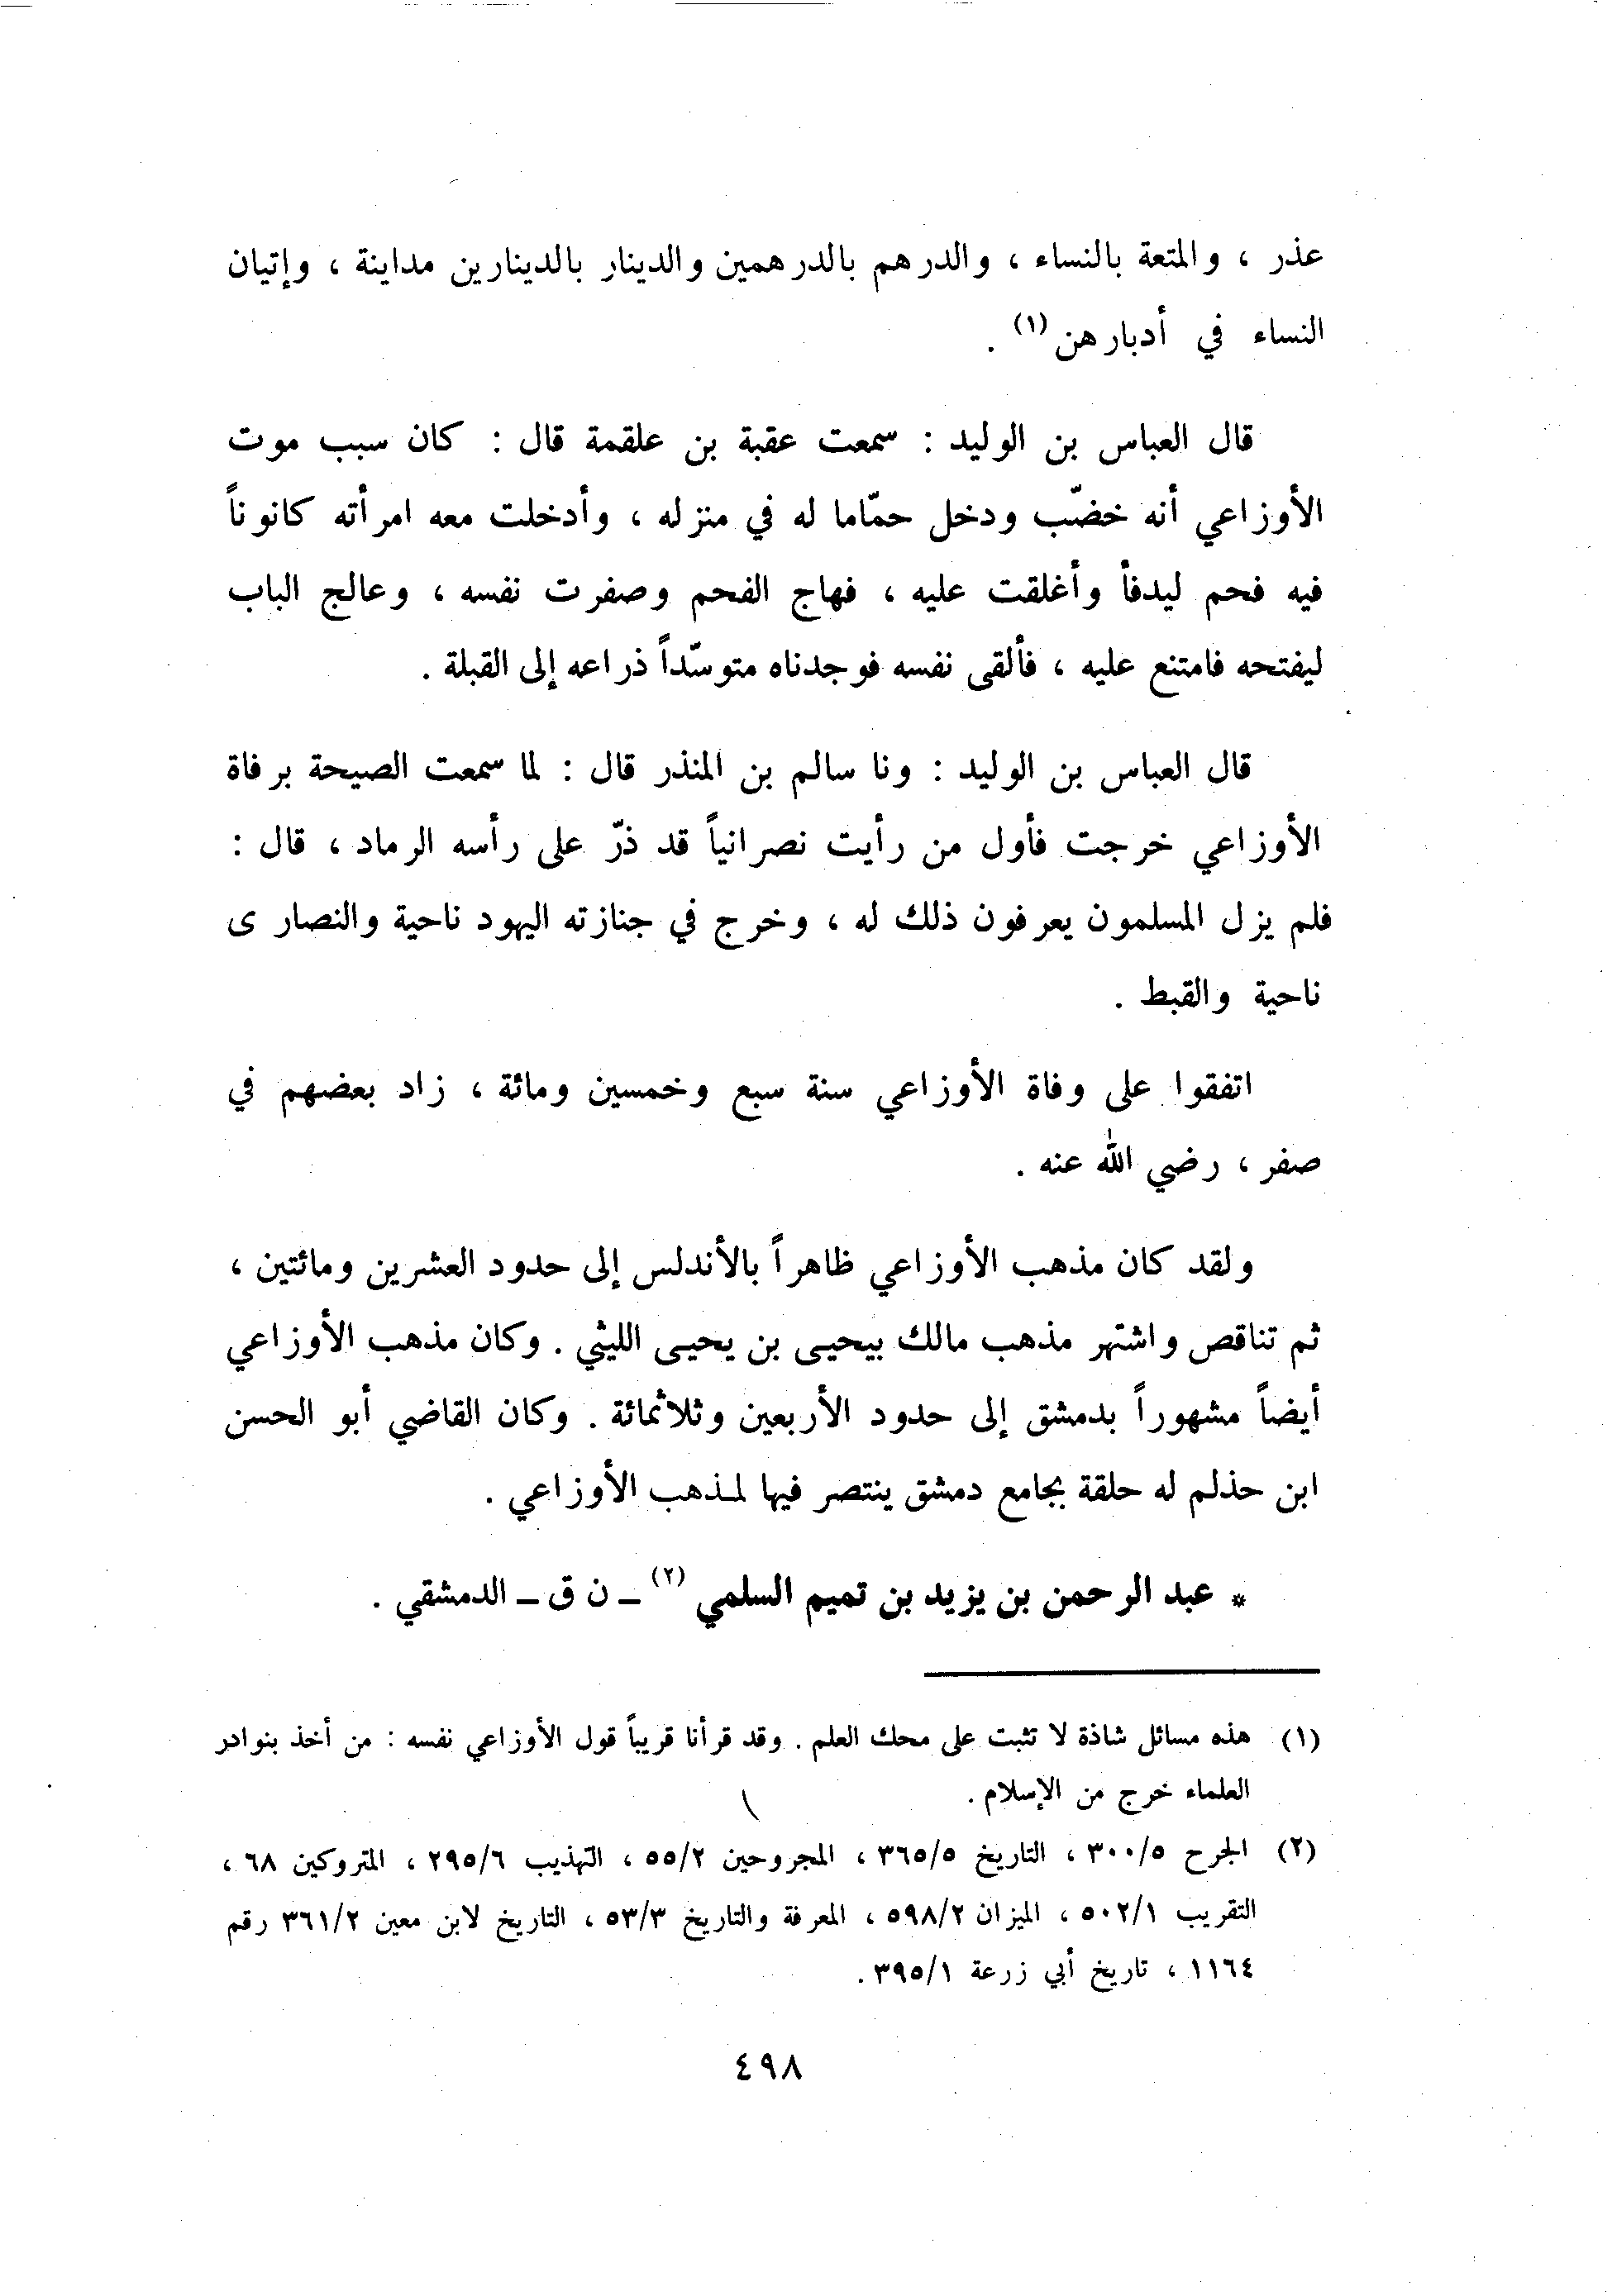 عذر ، والمتعة بالنساء ، والدرهم بالدرهمين والدينار بالدينارين مداينة ، وإتيان
النساء في أدبارهن (١) .
قال العباس بن الوليد : سمعت عقبة بن علقمة قال : كان سبب موت
الأوزاعي أنه خضّب ودخل حمّاما له في منزله ، وأدخلت معه امرأته كانوناً
فيه فحم ليدفأ وأغلقت عليه ، فهاج الفحم وصفرت نفسه ، وعالج الباب
ليفتحه فامتنع عليه ، فألقى نفسه فوجدناه متوسّداً ذراعه إلى القبلة .
قال العباس بن الوليد : ونا سالم بن المنذر قال : لما سمعت الصيحة برفاة
الأوزاعي خرجت فأول من رأيت نصرانياً قد ذرّ على رأسه الرماد ، قال :
فلم يزل المسلمون يعرفون ذلك له ، وخرج في جنازته اليهود ناحية والنصارى
ناحية والقبط .
اتفقوا على وفاة الأوزاعي سنة سبع وخمسين ومائة ، زاد بعضهم في
صفر ، رضي الله عنه .
ولقد كان مذهب الأوزاعي ظاهراً بالأندلس إلى حدود العشرين ومائتين ،
ثم تناقص واشتهر مذهب مالك بيحيى بن يحيى الليثي . وكان مذهب الأوزاعي
أيضاً مشهوراً بدمشق إلى حدود الأربعين وثلاثمائة . وكان القاضي أبو الحسن
ابن حذلم له حلقة بجامع دمشق ينتصر فيها لمذهب الأوزاعي .
* عبد الرحمن بن يزيد بن تميم السلمي (٢) ـ ن ق ـ الدمشقي .
(١) هذه مسائل شاذة لا تثبت على محك العلم . وقد قرأنا قريباً قول الأوزاعي نفسه : من أخذ بنوادر
العلماء خرج من الإسلام .
(٢) الجرح ٣٠٠/٥ ، التاريخ ٣٦٥/٥ ، المجروحين ٥٥/٢ ، التهذيب ٢٩٥/٦ ، المتروكين ٦٨ ،
التقريب ٥٠٢/١ ، الميزان ٥٩٨/٢ ، المعرفة والتاريخ ٥٣/٣ ، التاريخ لابن معين ٣٦١/٢ رقم
١١٦٤ ، تاريخ أبي زرعة ٣٩٥/١ .
٤٩٨